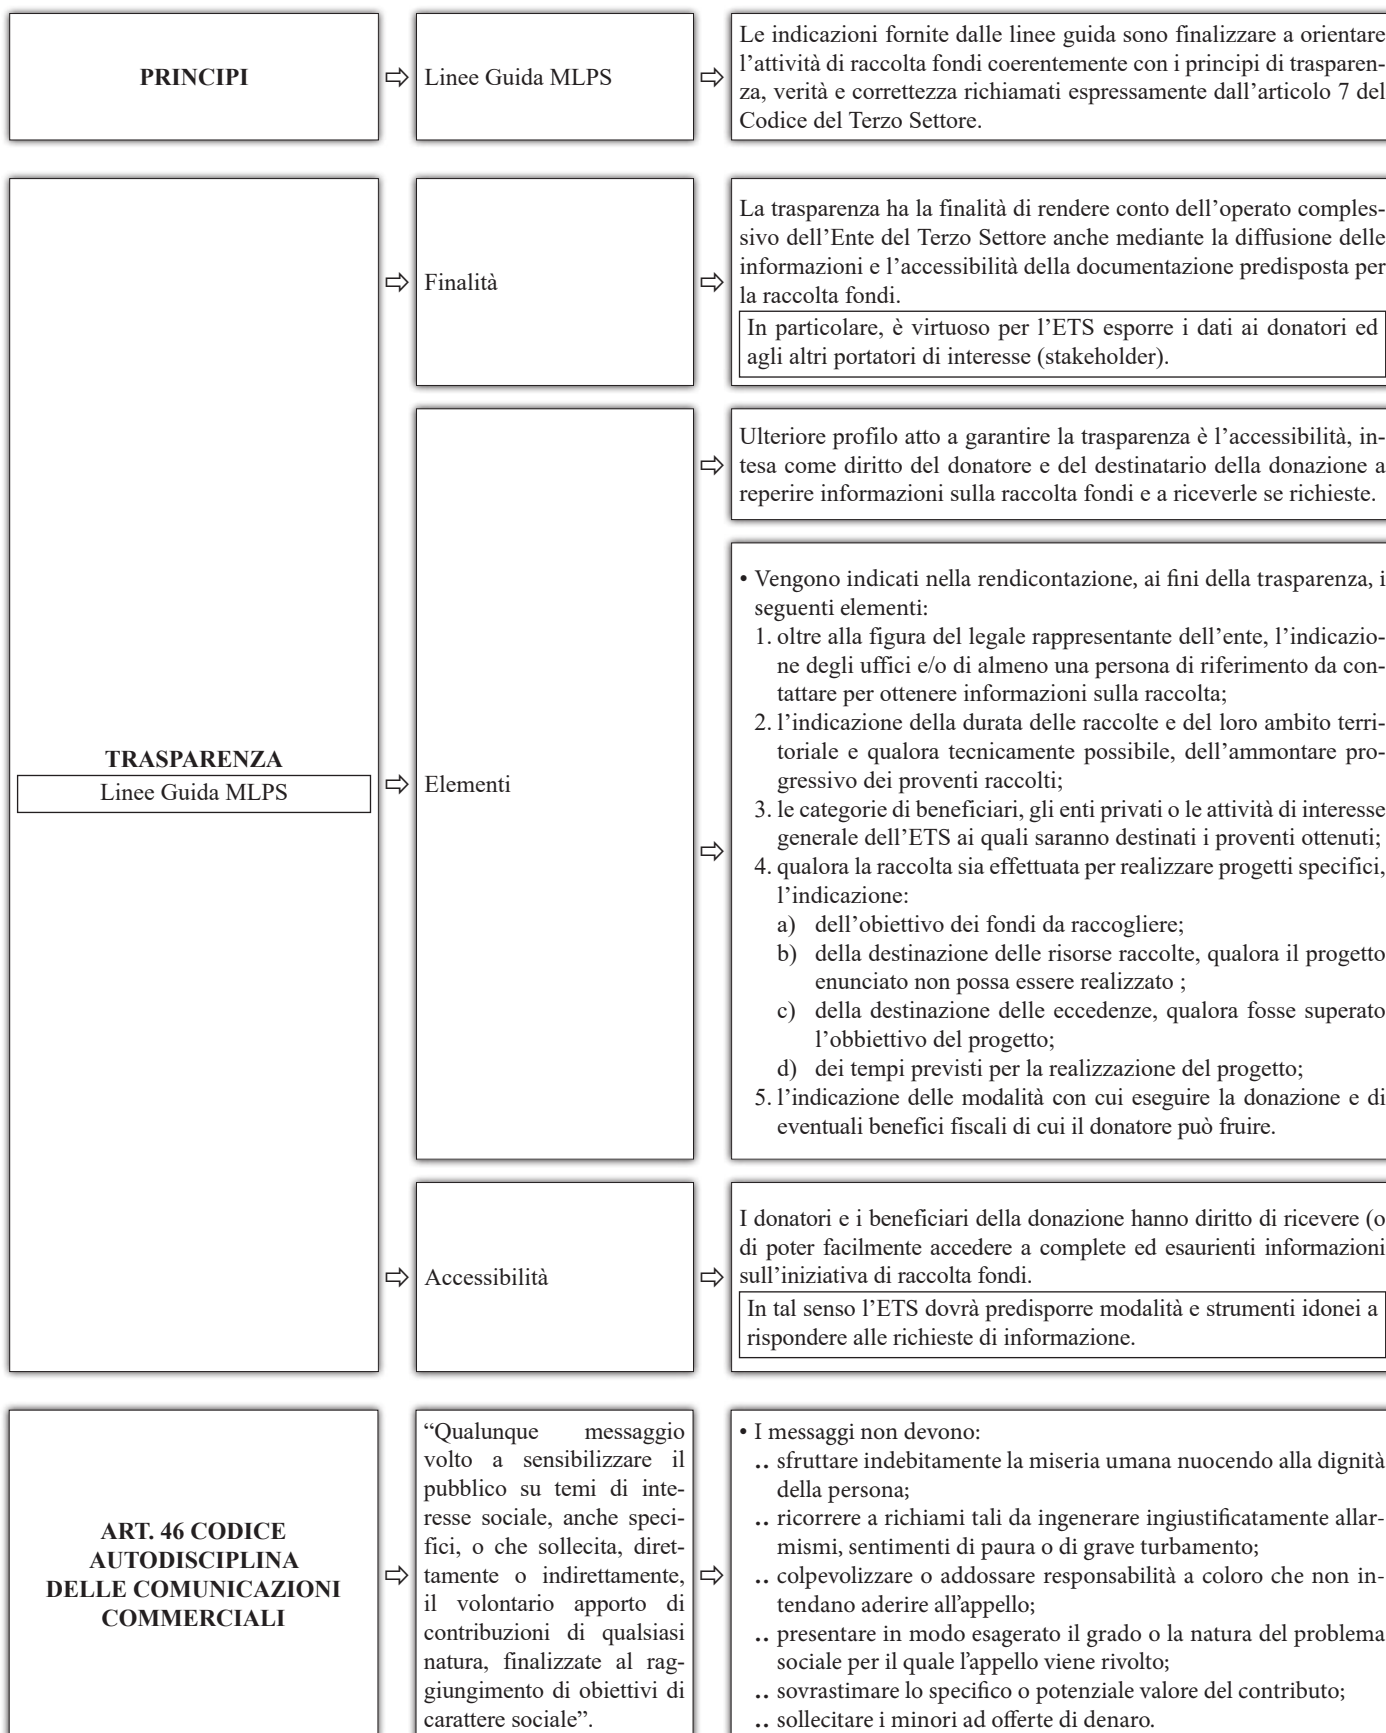 PRINCIPI
Linee Guida MLPS
Le indicazioni fornite dalle linee guida sono finalizzare a orientare
l’attività di raccolta fondi coerentemente con i principi di trasparen-
za, verità e correttezza richiamati espressamente dall’articolo 7 del
Codice del Terzo Settore.
TRASPARENZA
Linee Guida MLPS
Finalità
La trasparenza ha la finalità di rendere conto dell’operato comples-
sivo dell’Ente del Terzo Settore anche mediante la diffusione delle
informazioni e l’accessibilità della documentazione predisposta per
la raccolta fondi.
In particolare, è virtuoso per l’ETS esporre i dati ai donatori ed
agli altri portatori di interesse (stakeholder).
Elementi
Ulteriore profilo atto a garantire la trasparenza è l’accessibilità, in-
tesa come diritto del donatore e del destinatario della donazione a
reperire informazioni sulla raccolta fondi e a riceverle se richieste.
• Vengono indicati nella rendicontazione, ai fini della trasparenza, i
seguenti elementi:
1. oltre alla figura del legale rappresentante dell’ente, l’indicazio-
ne degli uffici e/o di almeno una persona di riferimento da con-
tattare per ottenere informazioni sulla raccolta;
2. l’indicazione della durata delle raccolte e del loro ambito terri-
toriale e qualora tecnicamente possibile, dell’ammontare pro-
gressivo dei proventi raccolti;
3. le categorie di beneficiari, gli enti privati o le attività di interesse
generale dell’ETS ai quali saranno destinati i proventi ottenuti;
4. qualora la raccolta sia effettuata per realizzare progetti specifici,
l’indicazione:
a) dell’obiettivo dei fondi da raccogliere;
b) della destinazione delle risorse raccolte, qualora il progetto
enunciato non possa essere realizzato ;
c) della destinazione delle eccedenze, qualora fosse superato
l’obbiettivo del progetto;
d) dei tempi previsti per la realizzazione del progetto;
5. l’indicazione delle modalità con cui eseguire la donazione e di
eventuali benefici fiscali di cui il donatore può fruire.
Accessibilità
I donatori e i beneficiari della donazione hanno diritto di ricevere (o
di poter facilmente accedere a complete ed esaurienti informazioni
sull’iniziativa di raccolta fondi.
In tal senso l’ETS dovrà predisporre modalità e strumenti idonei a
rispondere alle richieste di informazione.
ART. 46 CODICE
AUTODISCIPLINA
DELLE COMUNICAZIONI
COMMERCIALI
“Qualunque messaggio
volto a sensibilizzare il
pubblico su temi di inte-
resse sociale, anche speci-
fici, o che sollecita, diret-
tamente o indirettamente,
il volontario apporto di
contribuzioni di qualsiasi
natura, finalizzate al rag-
giungimento di obiettivi di
carattere sociale”.
• I messaggi non devono:
.. sfruttare indebitamente la miseria umana nuocendo alla dignità
della persona;
.. ricorrere a richiami tali da ingenerare ingiustificatamente allar-
mismi, sentimenti di paura o di grave turbamento;
.. colpevolizzare o addossare responsabilità a coloro che non in-
tendano aderire all’appello;
.. presentare in modo esagerato il grado o la natura del problema
sociale per il quale l’appello viene rivolto;
.. sovrastimare lo specifico o potenziale valore del contributo;
.. sollecitare i minori ad offerte di denaro.